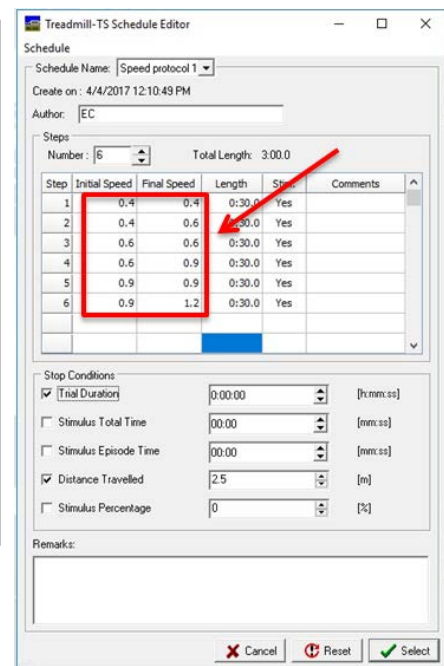 Treadmill-TS Schedule Editor
Schedule
Schedule Name: Speed protocol 1
Create on : 4/4/2017 12:10:49 PM
Author: EC
Steps
Number: 6 Total Length: 3:00.0
Step Initial Speed Final Speed Length Comments
1 0.4 0.4 0:30.0 Yes
2 0.4 0.6 0:30.0 Yes
3 0.6 0.6 0:30.0 Yes
4 0.6 0.9 0:30.0 Yes
5 0.9 0.9 0:30.0 Yes
6 0.9 1.2 0:30.0 Yes
Stop Conditions
Trial Duration 0:00:00 [h:mm:ss]
Stimulus Total Time 00:00 [mm:ss]
Stimulus Episode Time 00:00 [mm:ss]
Distance Travelled 2.5 [m]
Stimulus Percentage 0 [%]
Remarks:
Cancel Reset Select